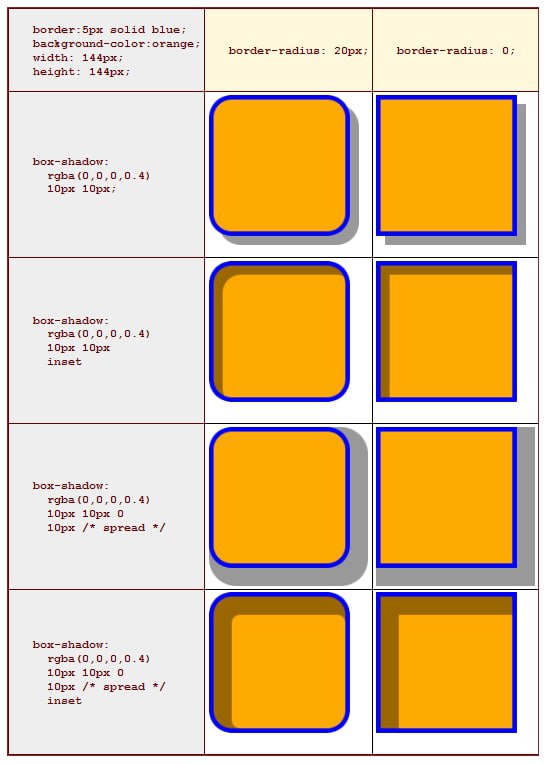 border:5px solid blue;
background-color:orange;
width: 144px;
height: 144px;
border-radius: 20px;
border-radius: 0;
box-shadow:
rgba(0,0,0,0.4)
10px 10px;
box-shadow:
rgba(0,0,0,0.4)
10px 10px
inset
box-shadow:
rgba(0,0,0,0.4)
10px 10px 0
10px /* spread */
box-shadow:
rgba(0,0,0,0.4)
10px 10px 0
10px /* spread */
inset